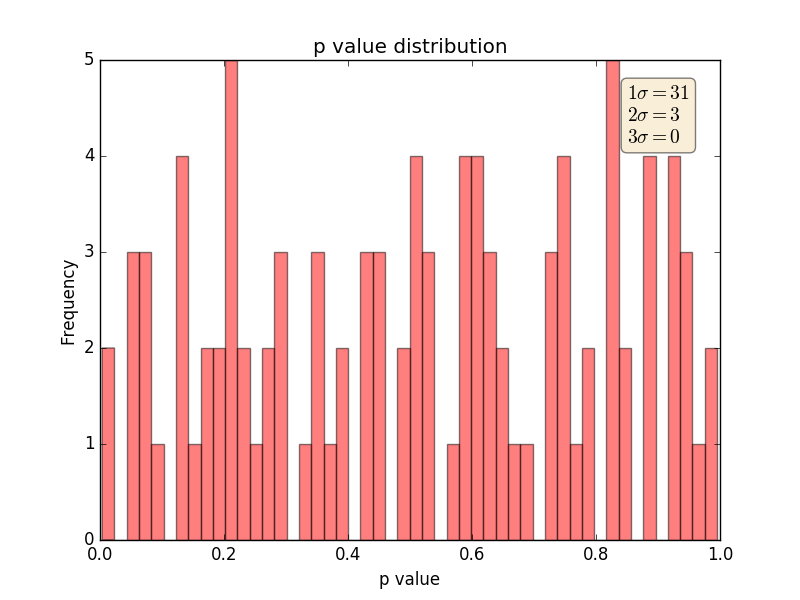 p value distribution
5
4
3
2
1
0
Frequency
1σ = 31
2σ = 3
3σ = 0
0.0 0.2 0.4 0.6 0.8 1.0
p value